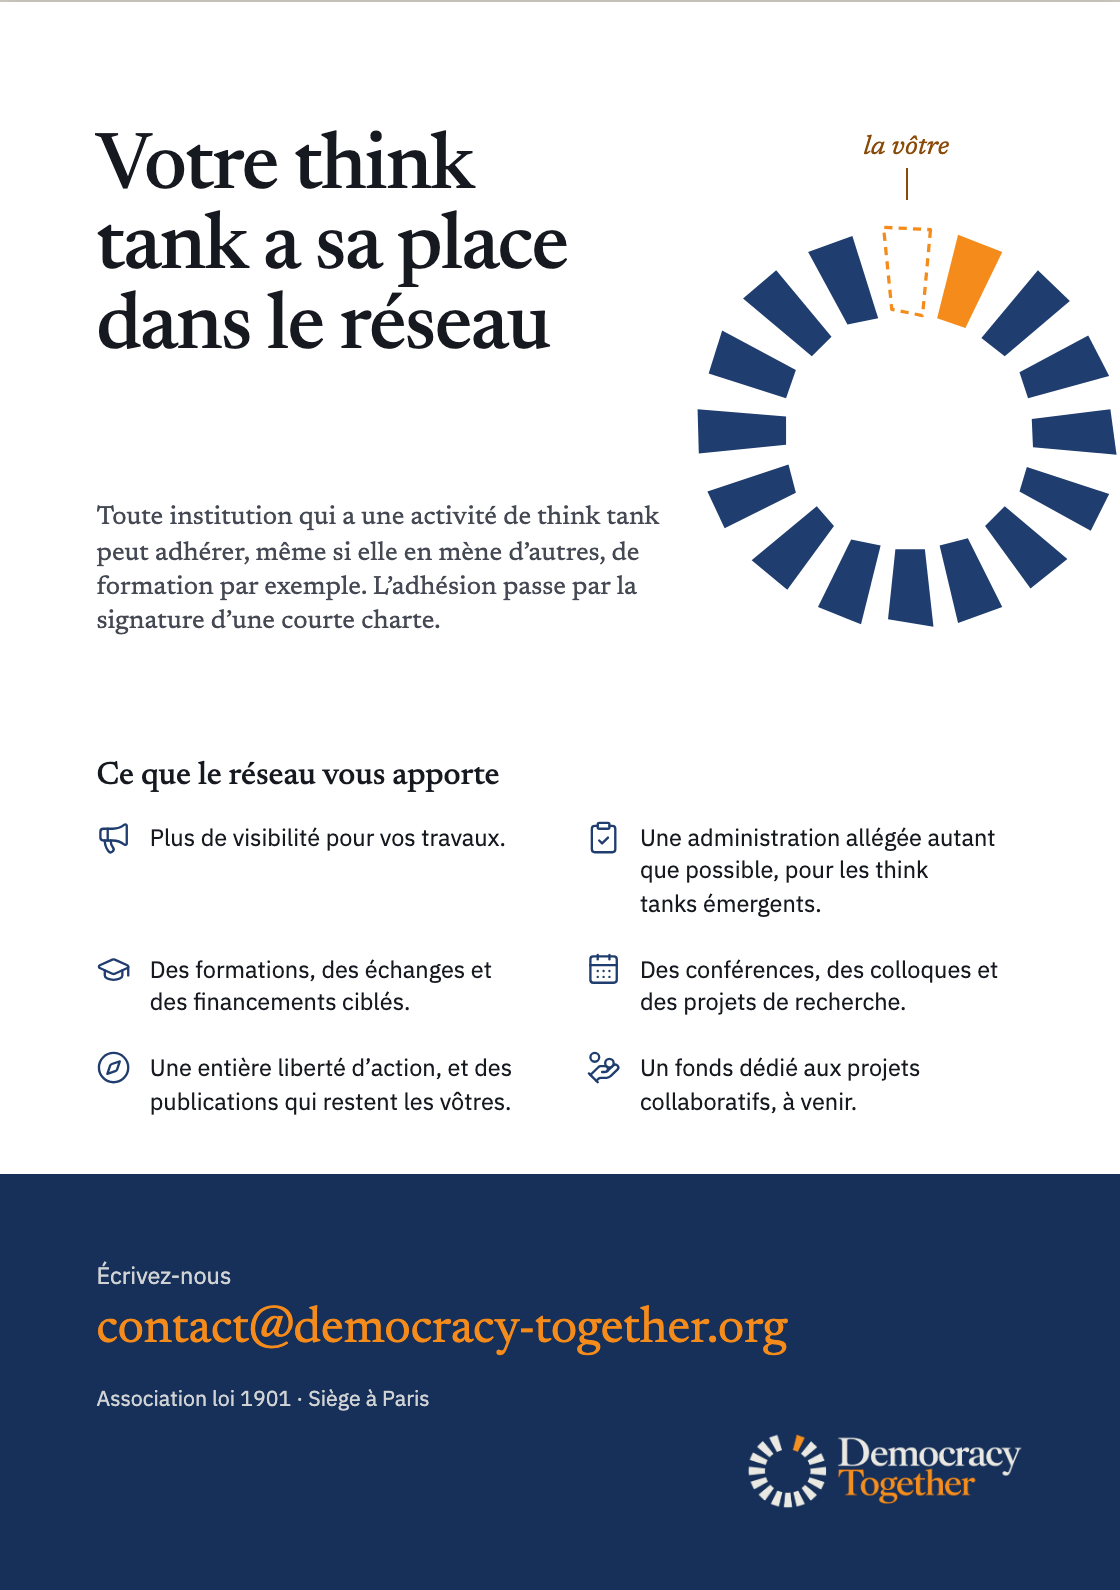 Votre think
tank a sa place
dans le réseau
la vôtre
Toute institution qui a une activité de think tank
peut adhérer, même si elle en mène d’autres, de
formation par exemple. L’adhésion passe par la
signature d’une courte charte.
Ce que le réseau vous apporte
Plus de visibilité pour vos travaux.
Une administration allégée autant
que possible, pour les think
tanks émergents.
Des formations, des échanges et
des financements ciblés.
Des conférences, des colloques et
des projets de recherche.
Une entière liberté d’action, et des
publications qui restent les vôtres.
Un fonds dédié aux projets
collaboratifs, à venir.
Écrivez-nous
contact@democracy-together.org
Association loi 1901 · Siège à Paris
Democracy
Together